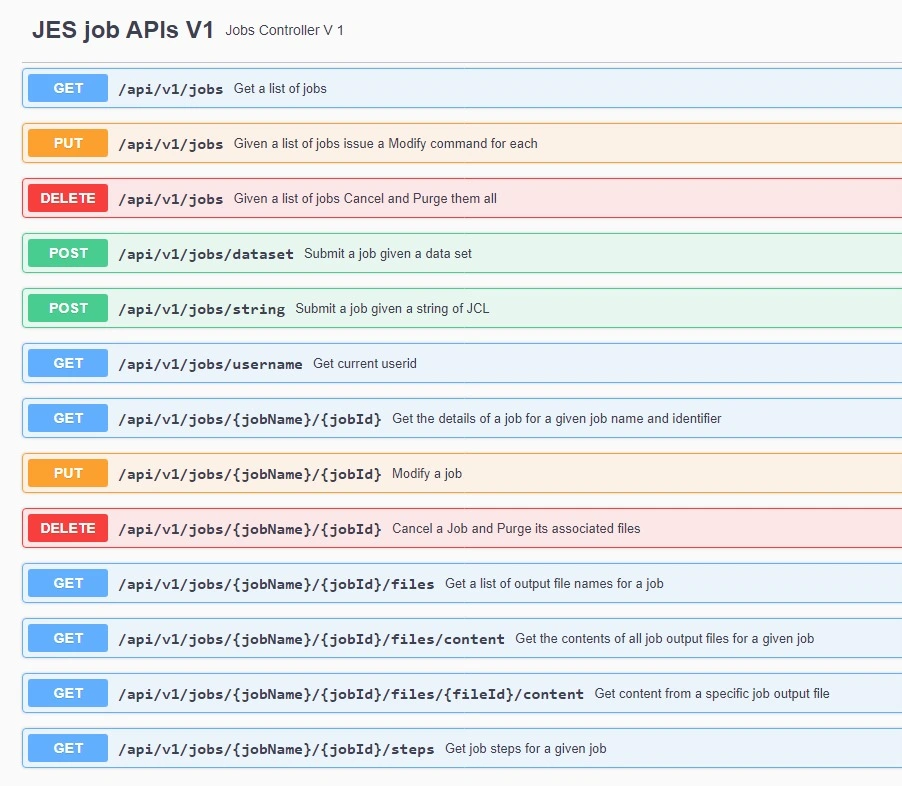 JES job APIs V1 Jobs Controller V 1
GET /api/v1/jobs Get a list of jobs
PUT /api/v1/jobs Given a list of jobs issue a Modify command for each
DELETE /api/v1/jobs Given a list of jobs Cancel and Purge them all
POST /api/v1/jobs/dataset Submit a job given a data set
POST /api/v1/jobs/string Submit a job given a string of JCL
GET /api/v1/jobs/username Get current userid
GET /api/v1/jobs/{jobName}/{jobId} Get the details of a job for a given job name and identifier
PUT /api/v1/jobs/{jobName}/{jobId} Modify a job
DELETE /api/v1/jobs/{jobName}/{jobId} Cancel a Job and Purge its associated files
GET /api/v1/jobs/{jobName}/{jobId}/files Get a list of output file names for a job
GET /api/v1/jobs/{jobName}/{jobId}/files/content Get the contents of all job output files for a given job
GET /api/v1/jobs/{jobName}/{jobId}/files/{fileId}/content Get content from a specific job output file
GET /api/v1/jobs/{jobName}/{jobId}/steps Get job steps for a given job